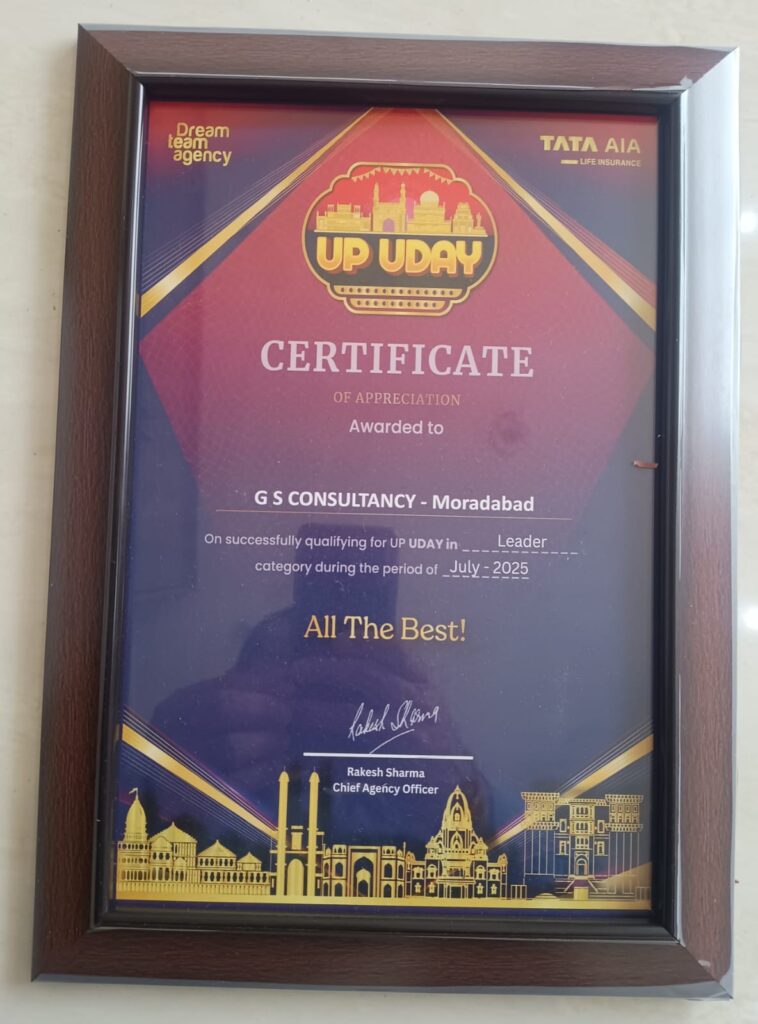 Dream
team
agency
TATA AIA
LIFE INSURANCE
UP UDAY
CERTIFICATE
OF APPRECIATION
Awarded to
G S CONSULTANCY - Moradabad
On successfully qualifying for UP UDAY in Leader
category during the period of July - 2025
All The Best!
Rakesh Sharma
Rakesh Sharma
Chief Agency Officer